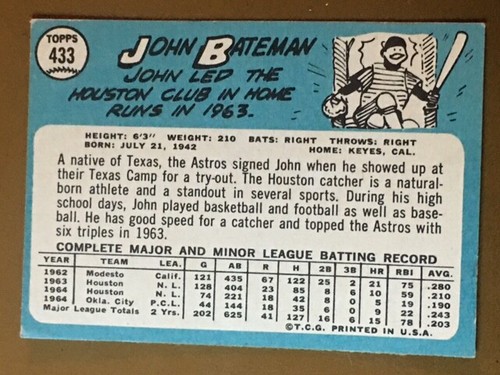 TOPPS
433
JOHN BATEMAN
JOHN LED THE
HOUSTON CLUB IN HOME
RUNS IN 1963.
HEIGHT: 6'3" WEIGHT: 210 BATS: RIGHT THROWS: RIGHT
BORN: JULY 21, 1942 HOME: KEYES, CAL.
A native of Texas, the Astros signed John when he showed up at
their Texas Camp for a try-out. The Houston catcher is a natural-
born athlete and a standout in several sports. During his high
school days, John played basketball and football as well as base-
ball. He has good speed for a catcher and topped the Astros with
six triples in 1963.
COMPLETE MAJOR AND MINOR LEAGUE BATTING RECORD
YEAR TEAM LEA. G AB R H 2B 3B HR RBI AVG.
1962 Modesto Calif. 121 435 67 122 25 2 21 75 .280
1963 Houston N. L. 128 404 23 85 8 6 10 59 .210
1964 Houston N. L. 74 221 18 42 8 0 5 19 .190
1964 Okla. City P.C.L. 44 144 18 35 6 0 9 22 .243
Major League Totals 2 Yrs. 202 625 41 127 16 6 15 78 .203
©T.C.G. PRINTED IN U.S.A.